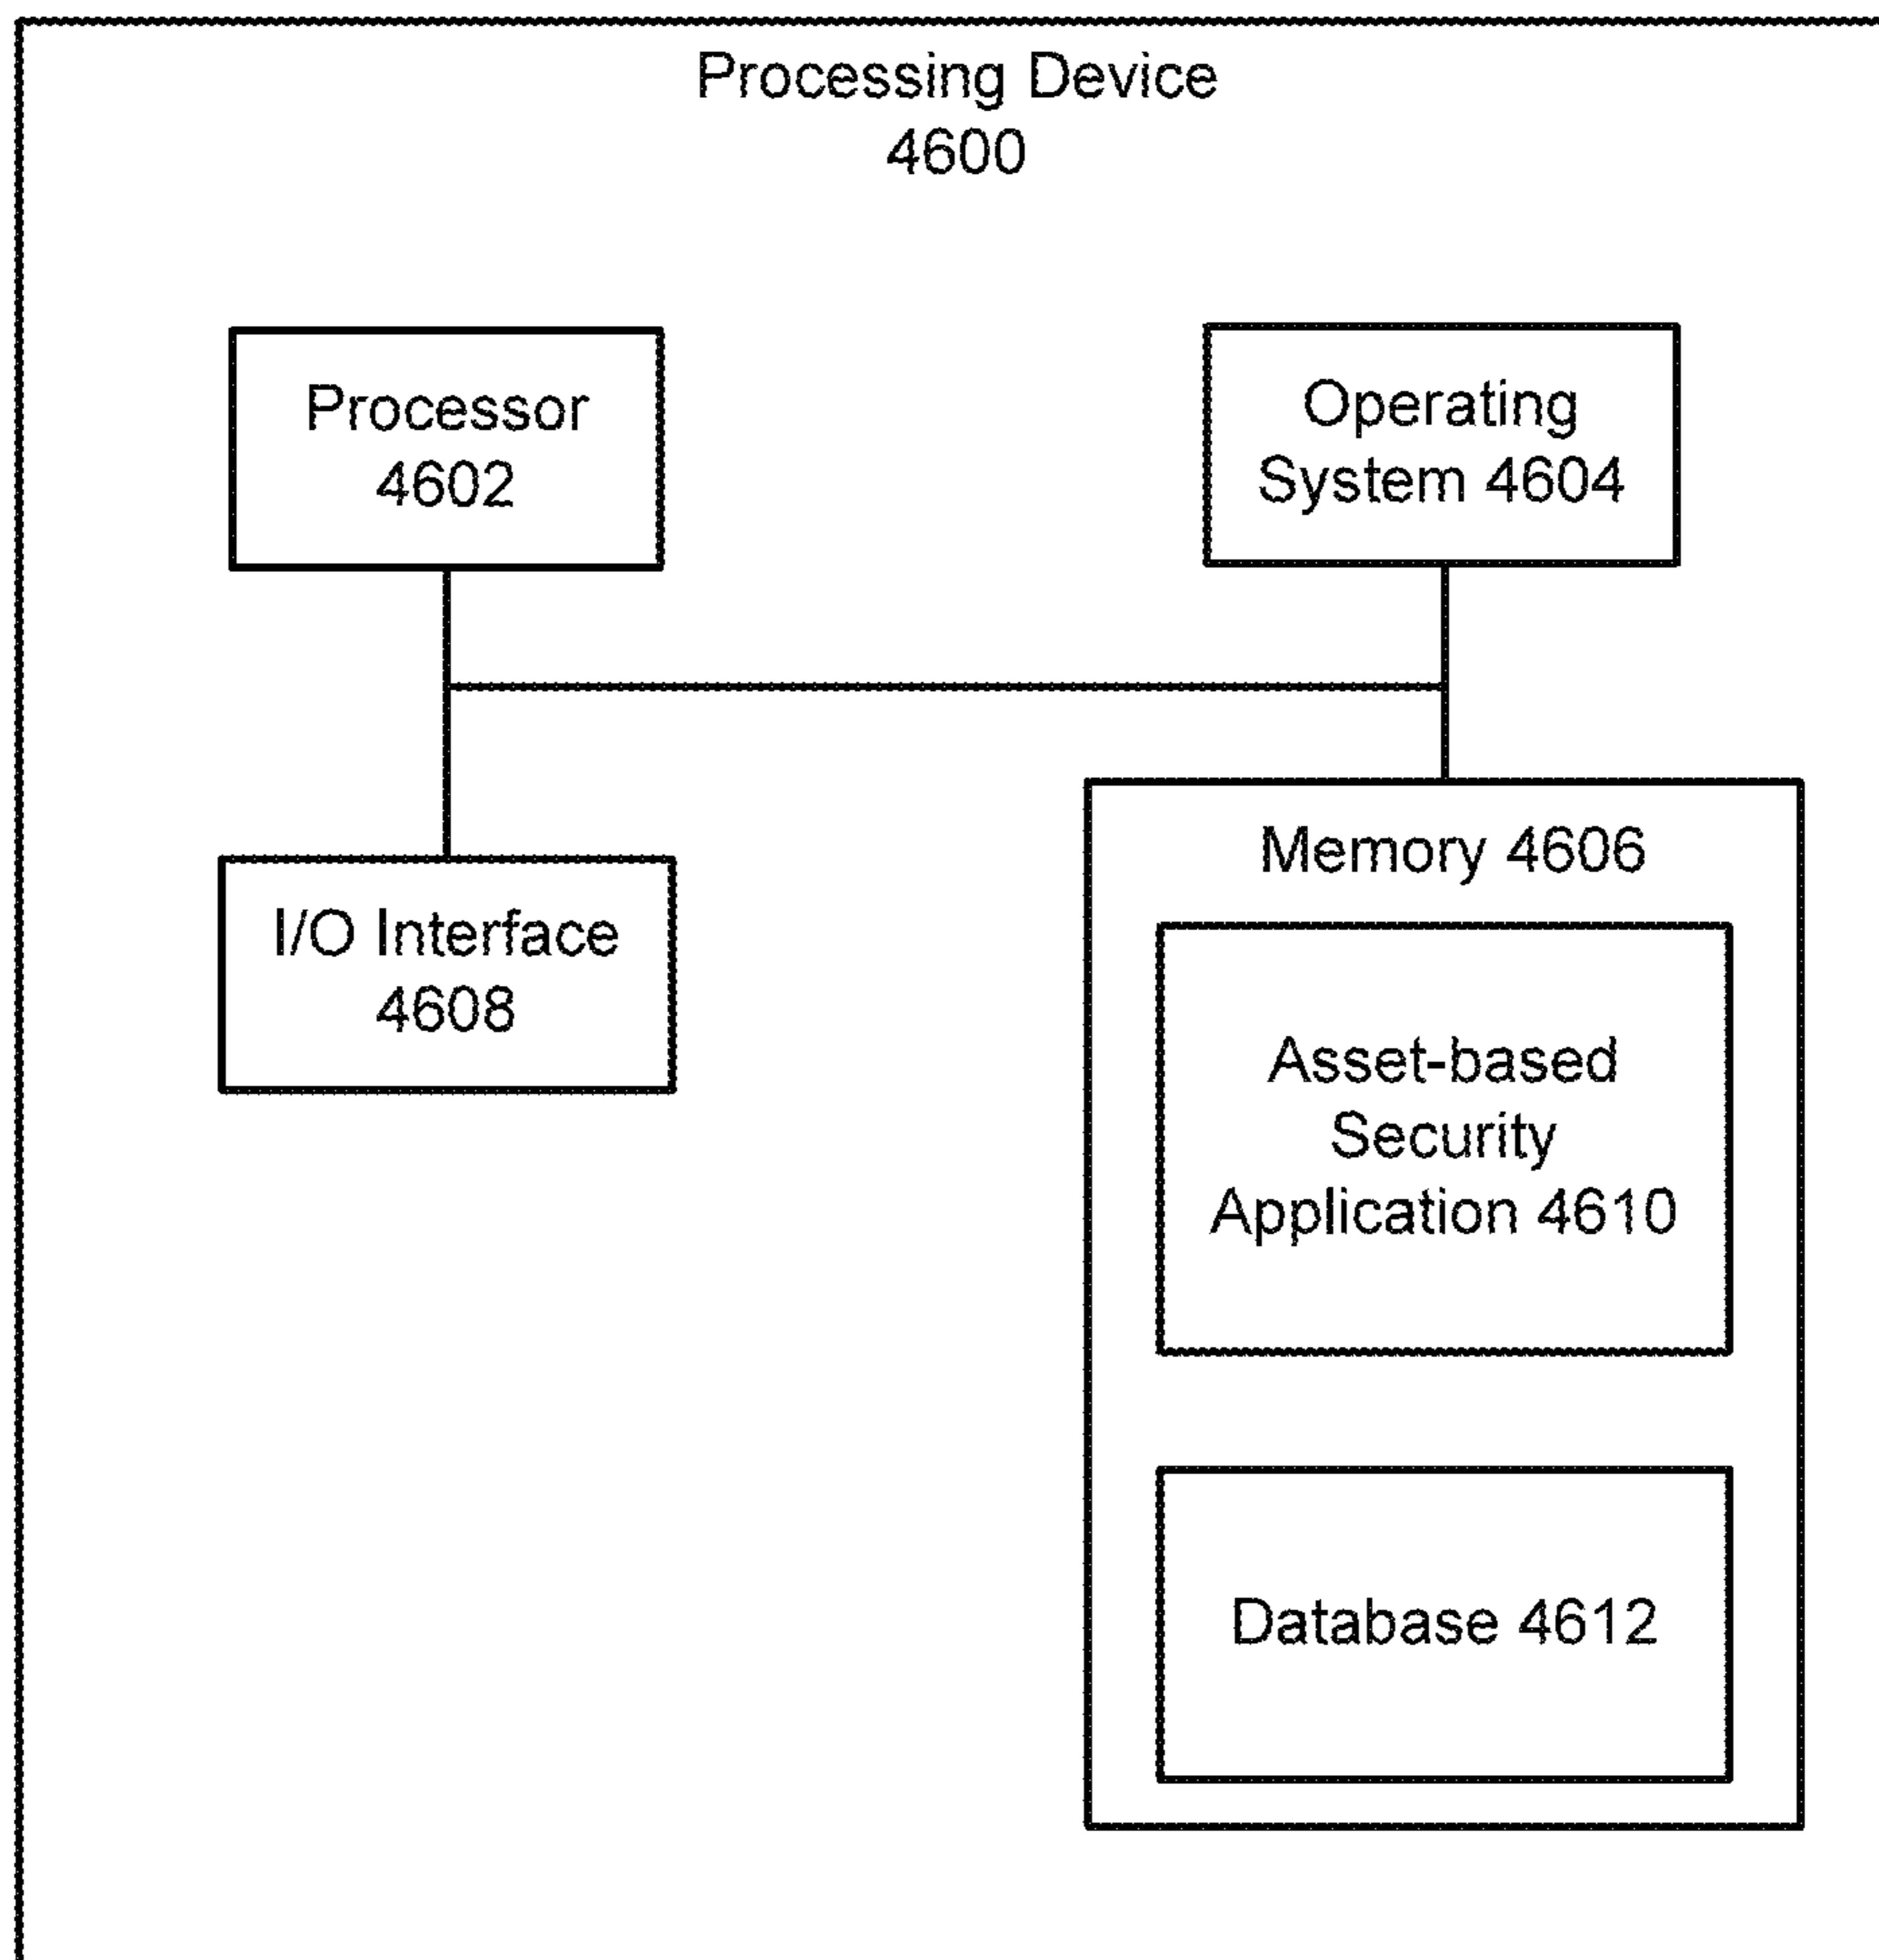 Processing Device
4600
Processor
4602
Operating
System 4604
I/O Interface
4608
Memory 4606
Asset-based
Security
Application 4610
Database 4612